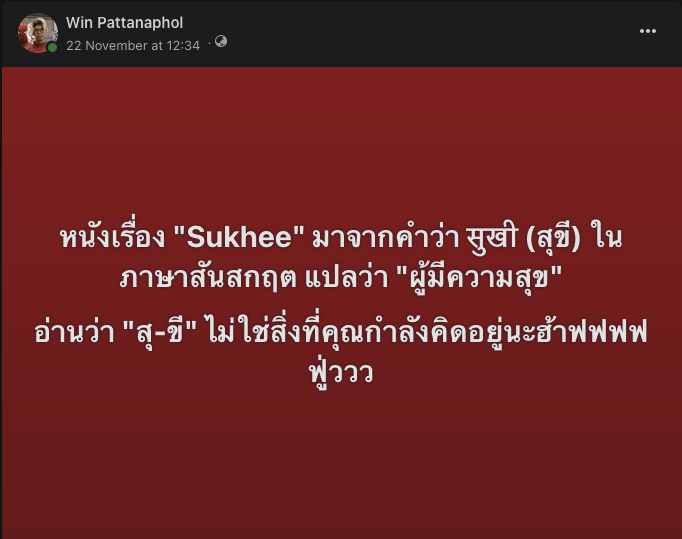 Win Pattanaphol
22 November at 12:34 ·
หนังเรื่อง "Sukhee" มาจากคำว่า सुखी (สุขี) ใน
ภาษาสันสกฤต แปลว่า "ผู้มีความสุข"
อ่านว่า "สุ-ขี" ไม่ใช่สิ่งที่คุณกำลังคิดอยู่นะฮ้าฟฟฟฟ
ฟู่ววว